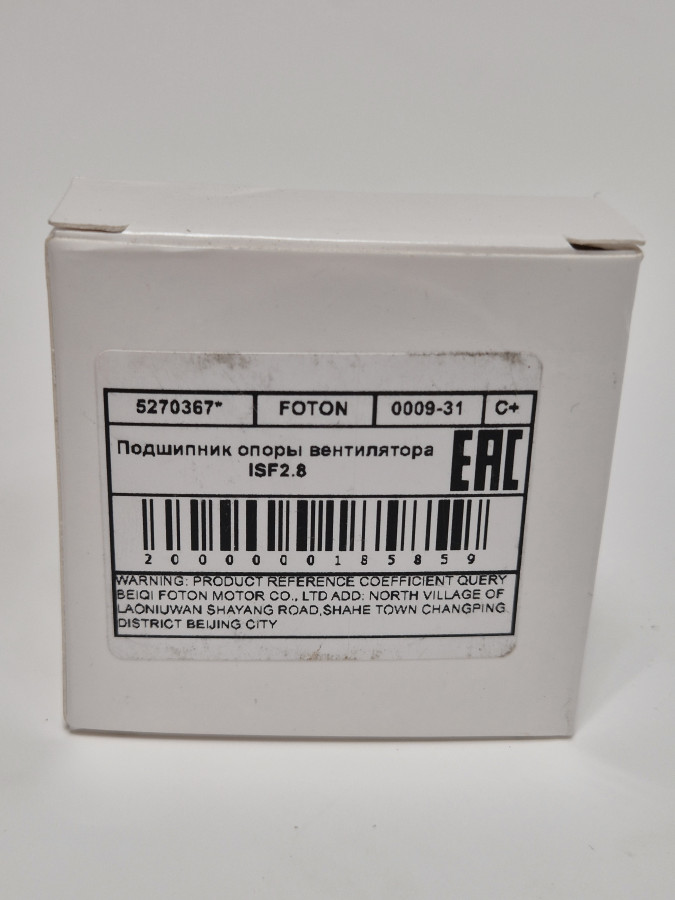 5270367* FOTON 0009-31 C+
Подшипник опоры вентилятора
ISF2.8
EAC
2000000185859
WARNING: PRODUCT REFERENCE COEFFICIENT QUERY
BEIQI FOTON MOTOR CO., LTD ADD: NORTH VILLAGE OF
LAONIUWAN SHAYANG ROAD,SHAHE TOWN CHANGPING
DISTRICT BEIJING CITY